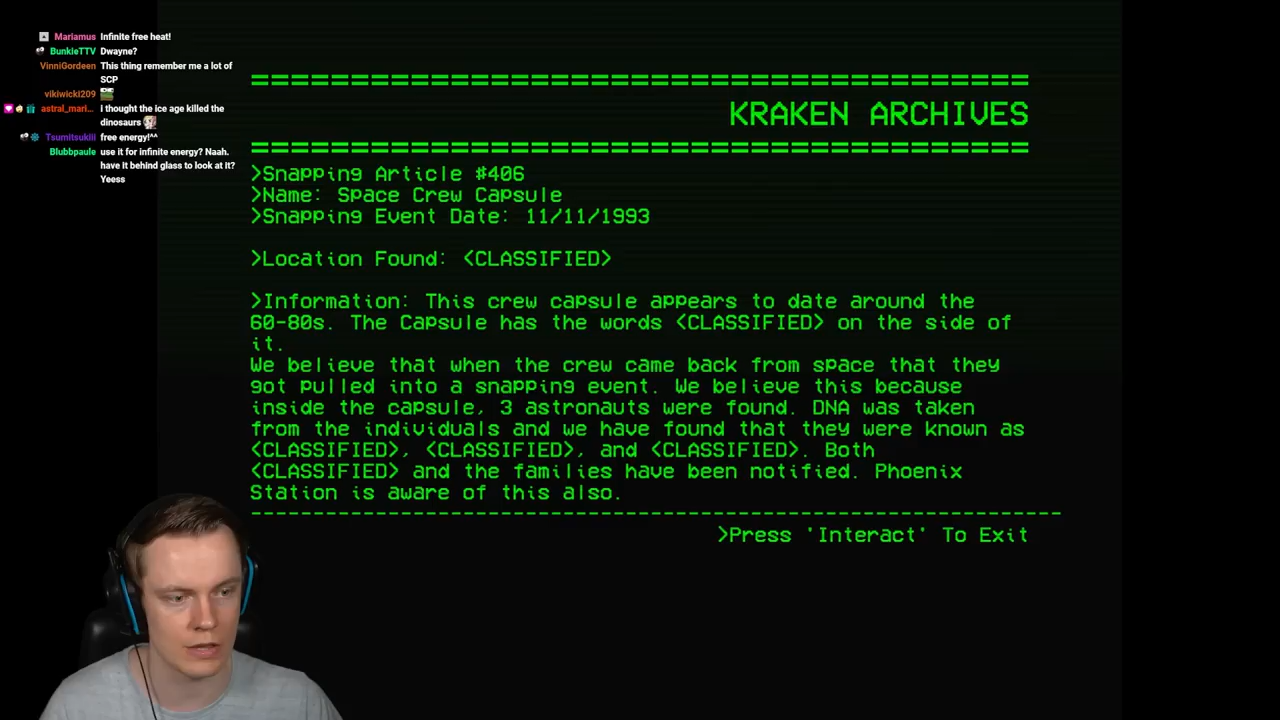 Mariamus Infinite free heat!
BunkieTTV Dwayne?
VinniGordeen This thing remember me a lot of
SCP
vikiwicki209
astral_mari... I thought the ice age killed the
dinosaurs
Tsumitsukiii free energy!^^
Blubbpaule use it for infinite energy? Naah.
have it behind glass to look at it?
Yeess
KRAKEN ARCHIVES
>Snapping Article #406
>Name: Space Crew Capsule
>Snapping Event Date: 11/11/1993
>Location Found: <CLASSIFIED>
>Information: This crew capsule appears to date around the
60-80s. The Capsule has the words <CLASSIFIED> on the side of
it.
We believe that when the crew came back from space that they
got pulled into a snapping event. We believe this because
inside the capsule, 3 astronauts were found. DNA was taken
from the individuals and we have found that they were known as
<CLASSIFIED>, <CLASSIFIED>, and <CLASSIFIED>. Both
<CLASSIFIED> and the families have been notified. Phoenix
Station is aware of this also.
>Press 'Interact' To Exit